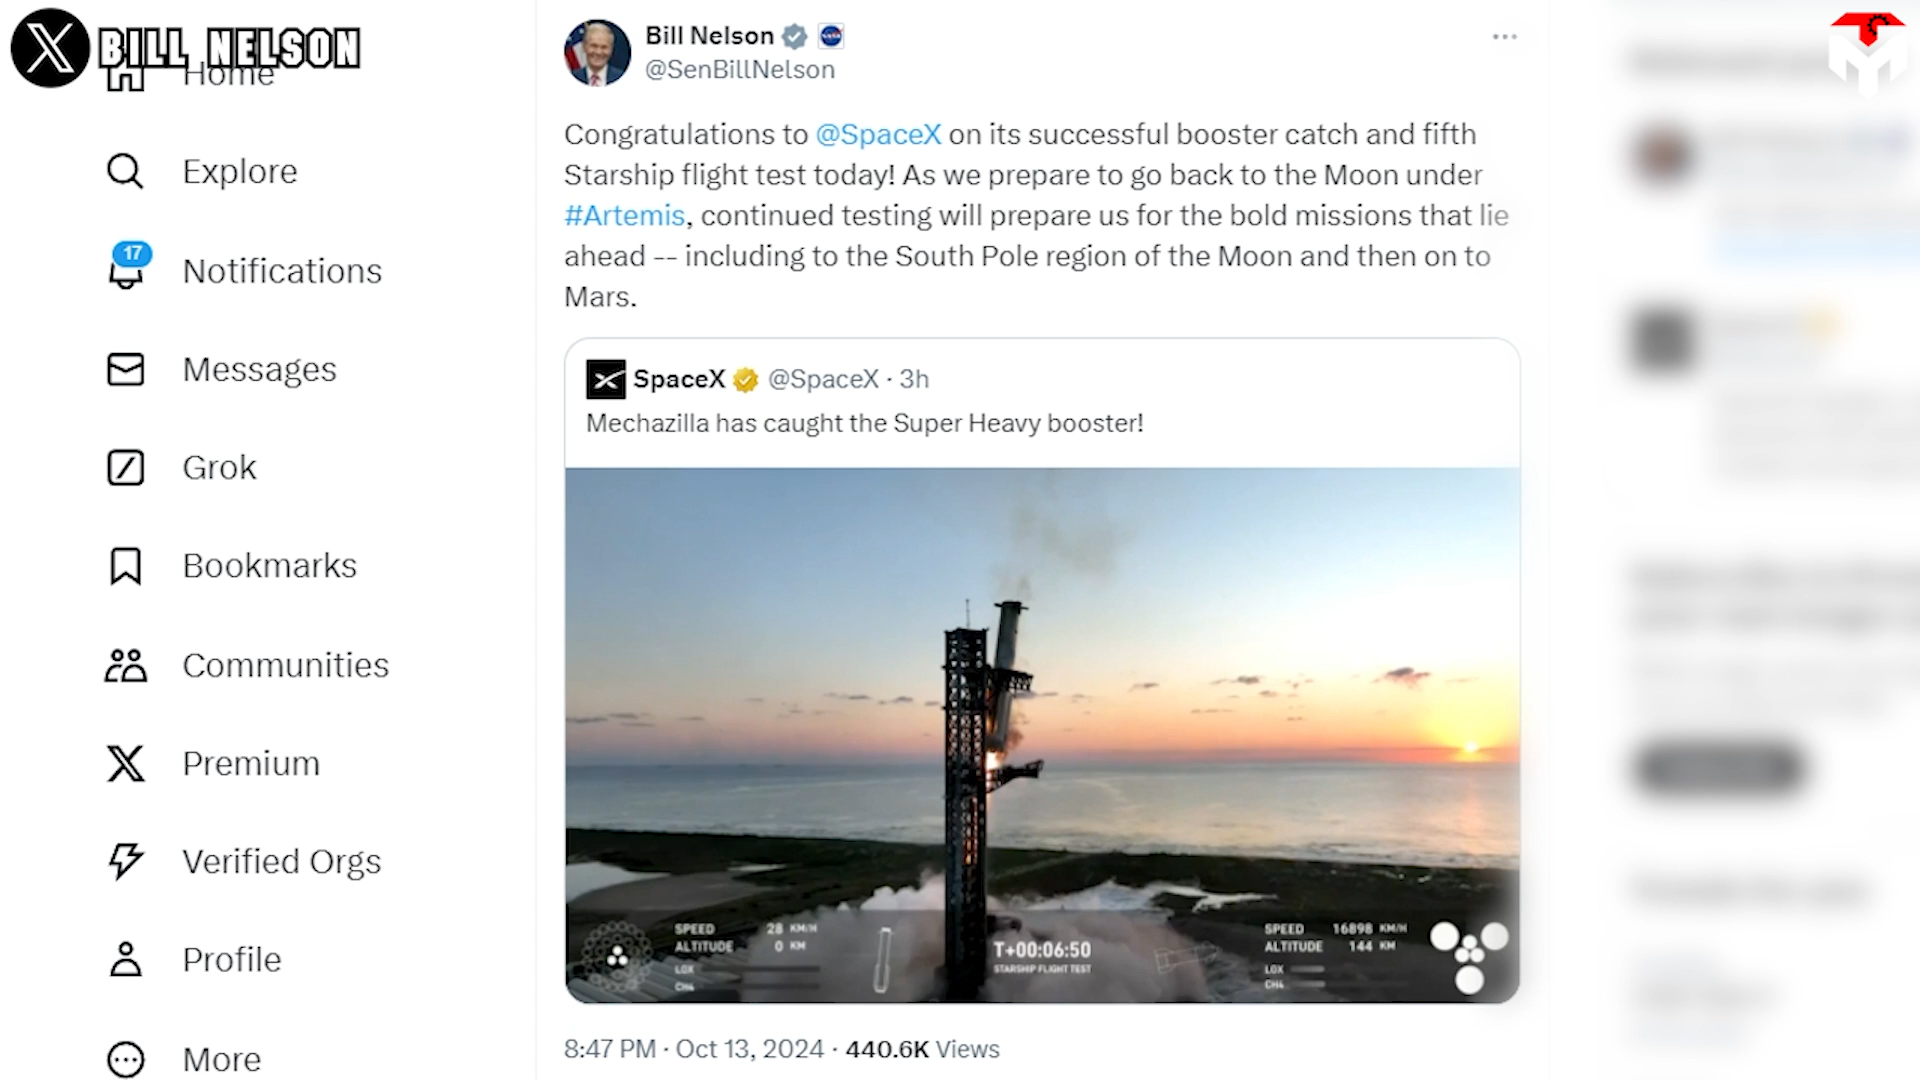 BILL NELSON
Home
Explore
17
Notifications
Messages
Grok
Bookmarks
Communities
Premium
Verified Orgs
Profile
More
Bill Nelson
@SenBillNelson
Congratulations to @SpaceX on its successful booster catch and fifth
Starship flight test today! As we prepare to go back to the Moon under
#Artemis, continued testing will prepare us for the bold missions that lie
ahead -- including to the South Pole region of the Moon and then on to
Mars.
SpaceX @SpaceX · 3h
Mechazilla has caught the Super Heavy booster!
SPEED 28 KM/H
ALTITUDE 0 KM
LOX
CH4
T+00:06:50
STARSHIP FLIGHT TEST
SPEED 16898 KM/H
ALTITUDE 144 KM
LOX
CH4
8:47 PM · Oct 13, 2024 · 440.6K Views